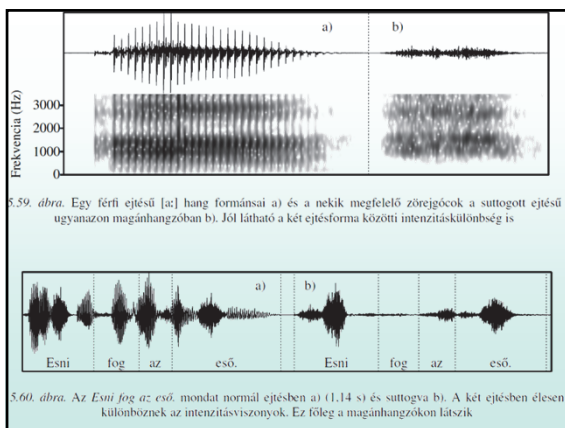 a)
b)
3000
2000
1000
0
Frekvencia (Hz)
5.59. ábra. Egy férfi ejtésű [a:] hang formánsai a) és a nekik megfelelő zörejgócok a suttogott ejtésű
ugyanazon magánhangzóban b). Jól látható a két ejtésforma közötti intenzitáskülönbség is
a)
b)
Esni fog az eső. Esni fog az eső.
5.60. ábra. Az Esni fog az eső. mondat normál ejtésben a) (1,14 s) és suttogva b). A két ejtésben élesen
különböznek az intenzitásviszonyok. Ez főleg a magánhangzókon látszik